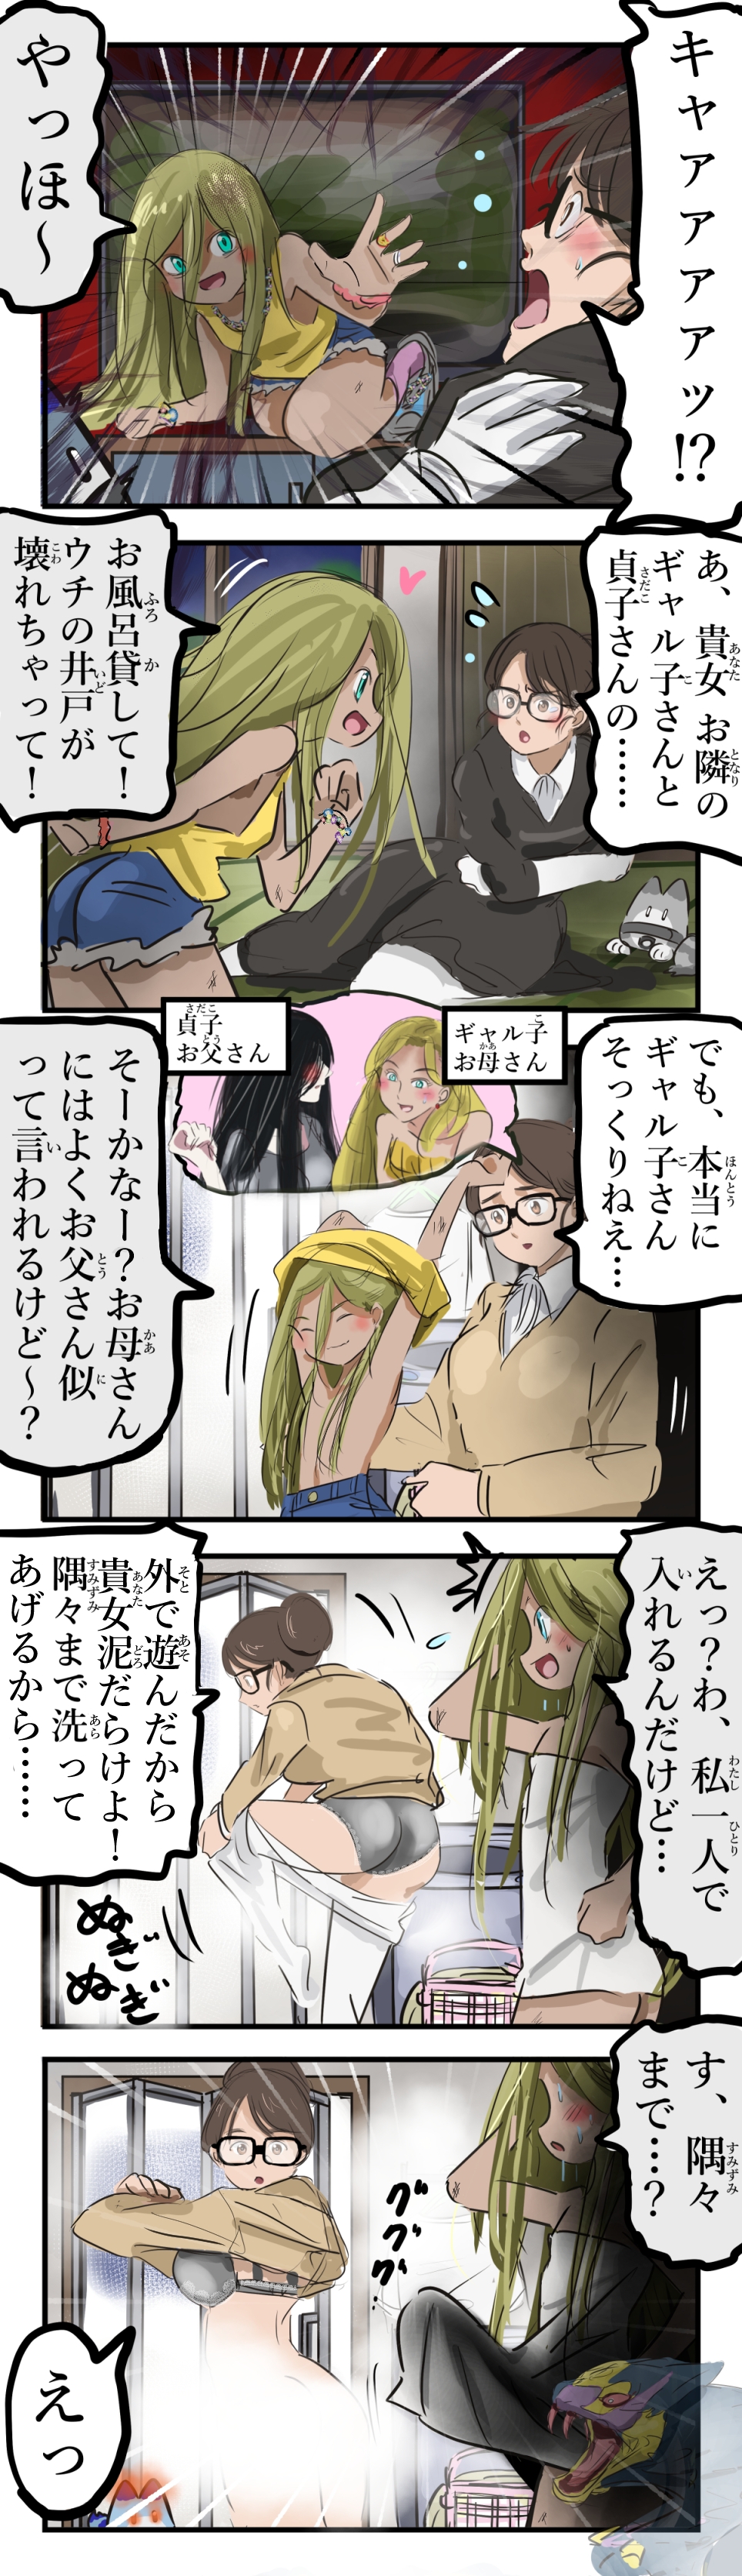 キャァァァァッ!?
やっほ〜
あ、貴女お隣の
ギャル子さんと
貞子さんの……
お風呂貸して！
ウチの井戸が
壊れちゃって！
ギャル子
お母さん
貞子
お父さん
でも、本当に
ギャル子さん
そっくりねえ…
そーかなー？お母さん
にはよくお父さん似
って言われるけど〜？
えっ？わ、私一人で
入れるんだけど…
外で遊んだから
貴女泥だらけよ！
隅々まで洗って
あげるから……
ぬぎ
ぬぎ
す、隅々
まで…？
ググク゛…
えっ